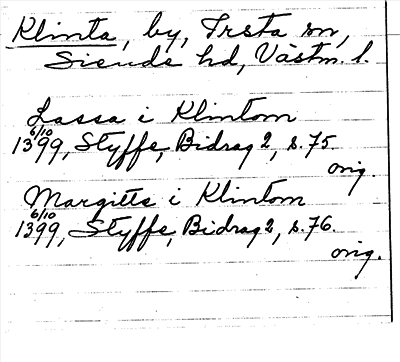 Klinta, by, Irsta sn,
Siende hd, Västm. l.
Lassa i Klintom
6/10
1399, Styffe, Bidrag 2, s. 75.
orig.
Margitta i Klintom
6/10
1399, Styffe, Bidrag 2, s. 76.
orig.